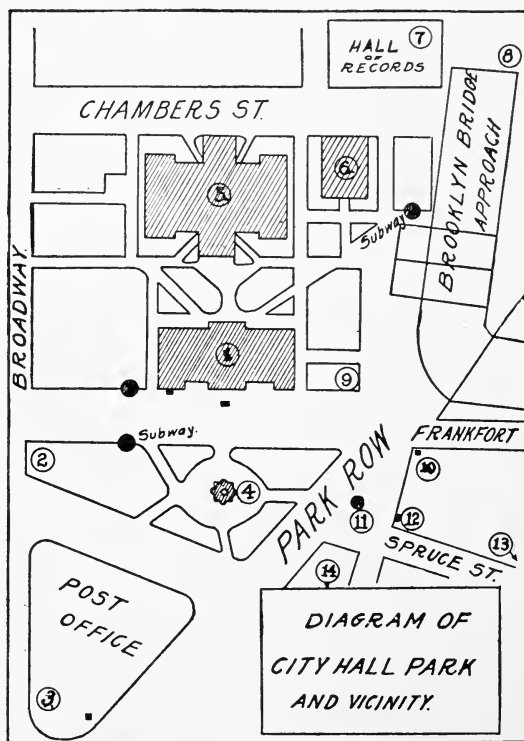 7
HALL
OF
RECORDS
8
CHAMBERS ST.
BROOKLYN BRIDGE
APPROACH
5
6
Subway
BROADWAY.
1
9
Subway.
FRANKFORT
2
4
PARK ROW
10
11
12
SPRUCE ST.
13
14
POST
OFFICE
3
DIAGRAM OF
CITY HALL PARK
AND VICINITY.